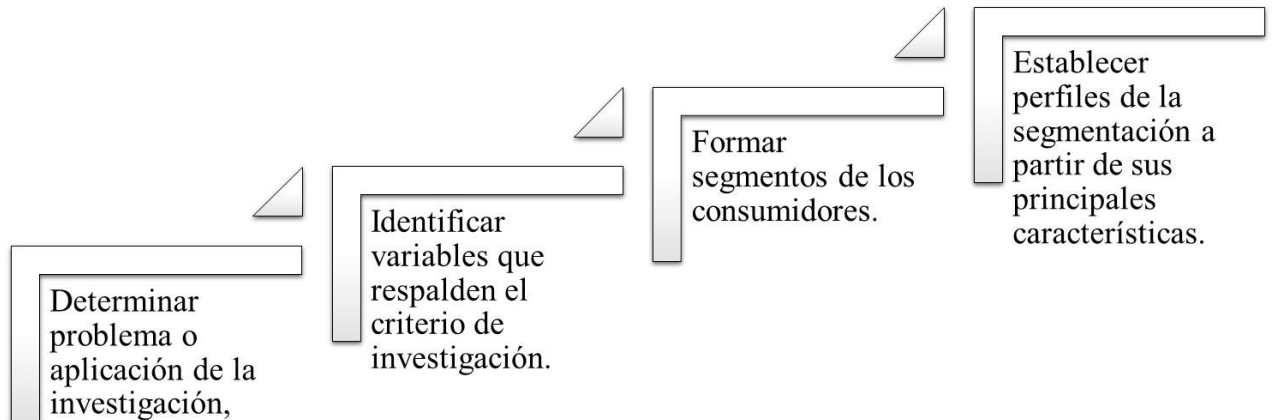 Determinar
problema o
aplicación de la
investigación,
Identificar
variables que
respalden el
criterio de
investigación.
Formar
segmentos de los
consumidores.
Establecer
perfiles de la
segmentación a
partir de sus
principales
características.